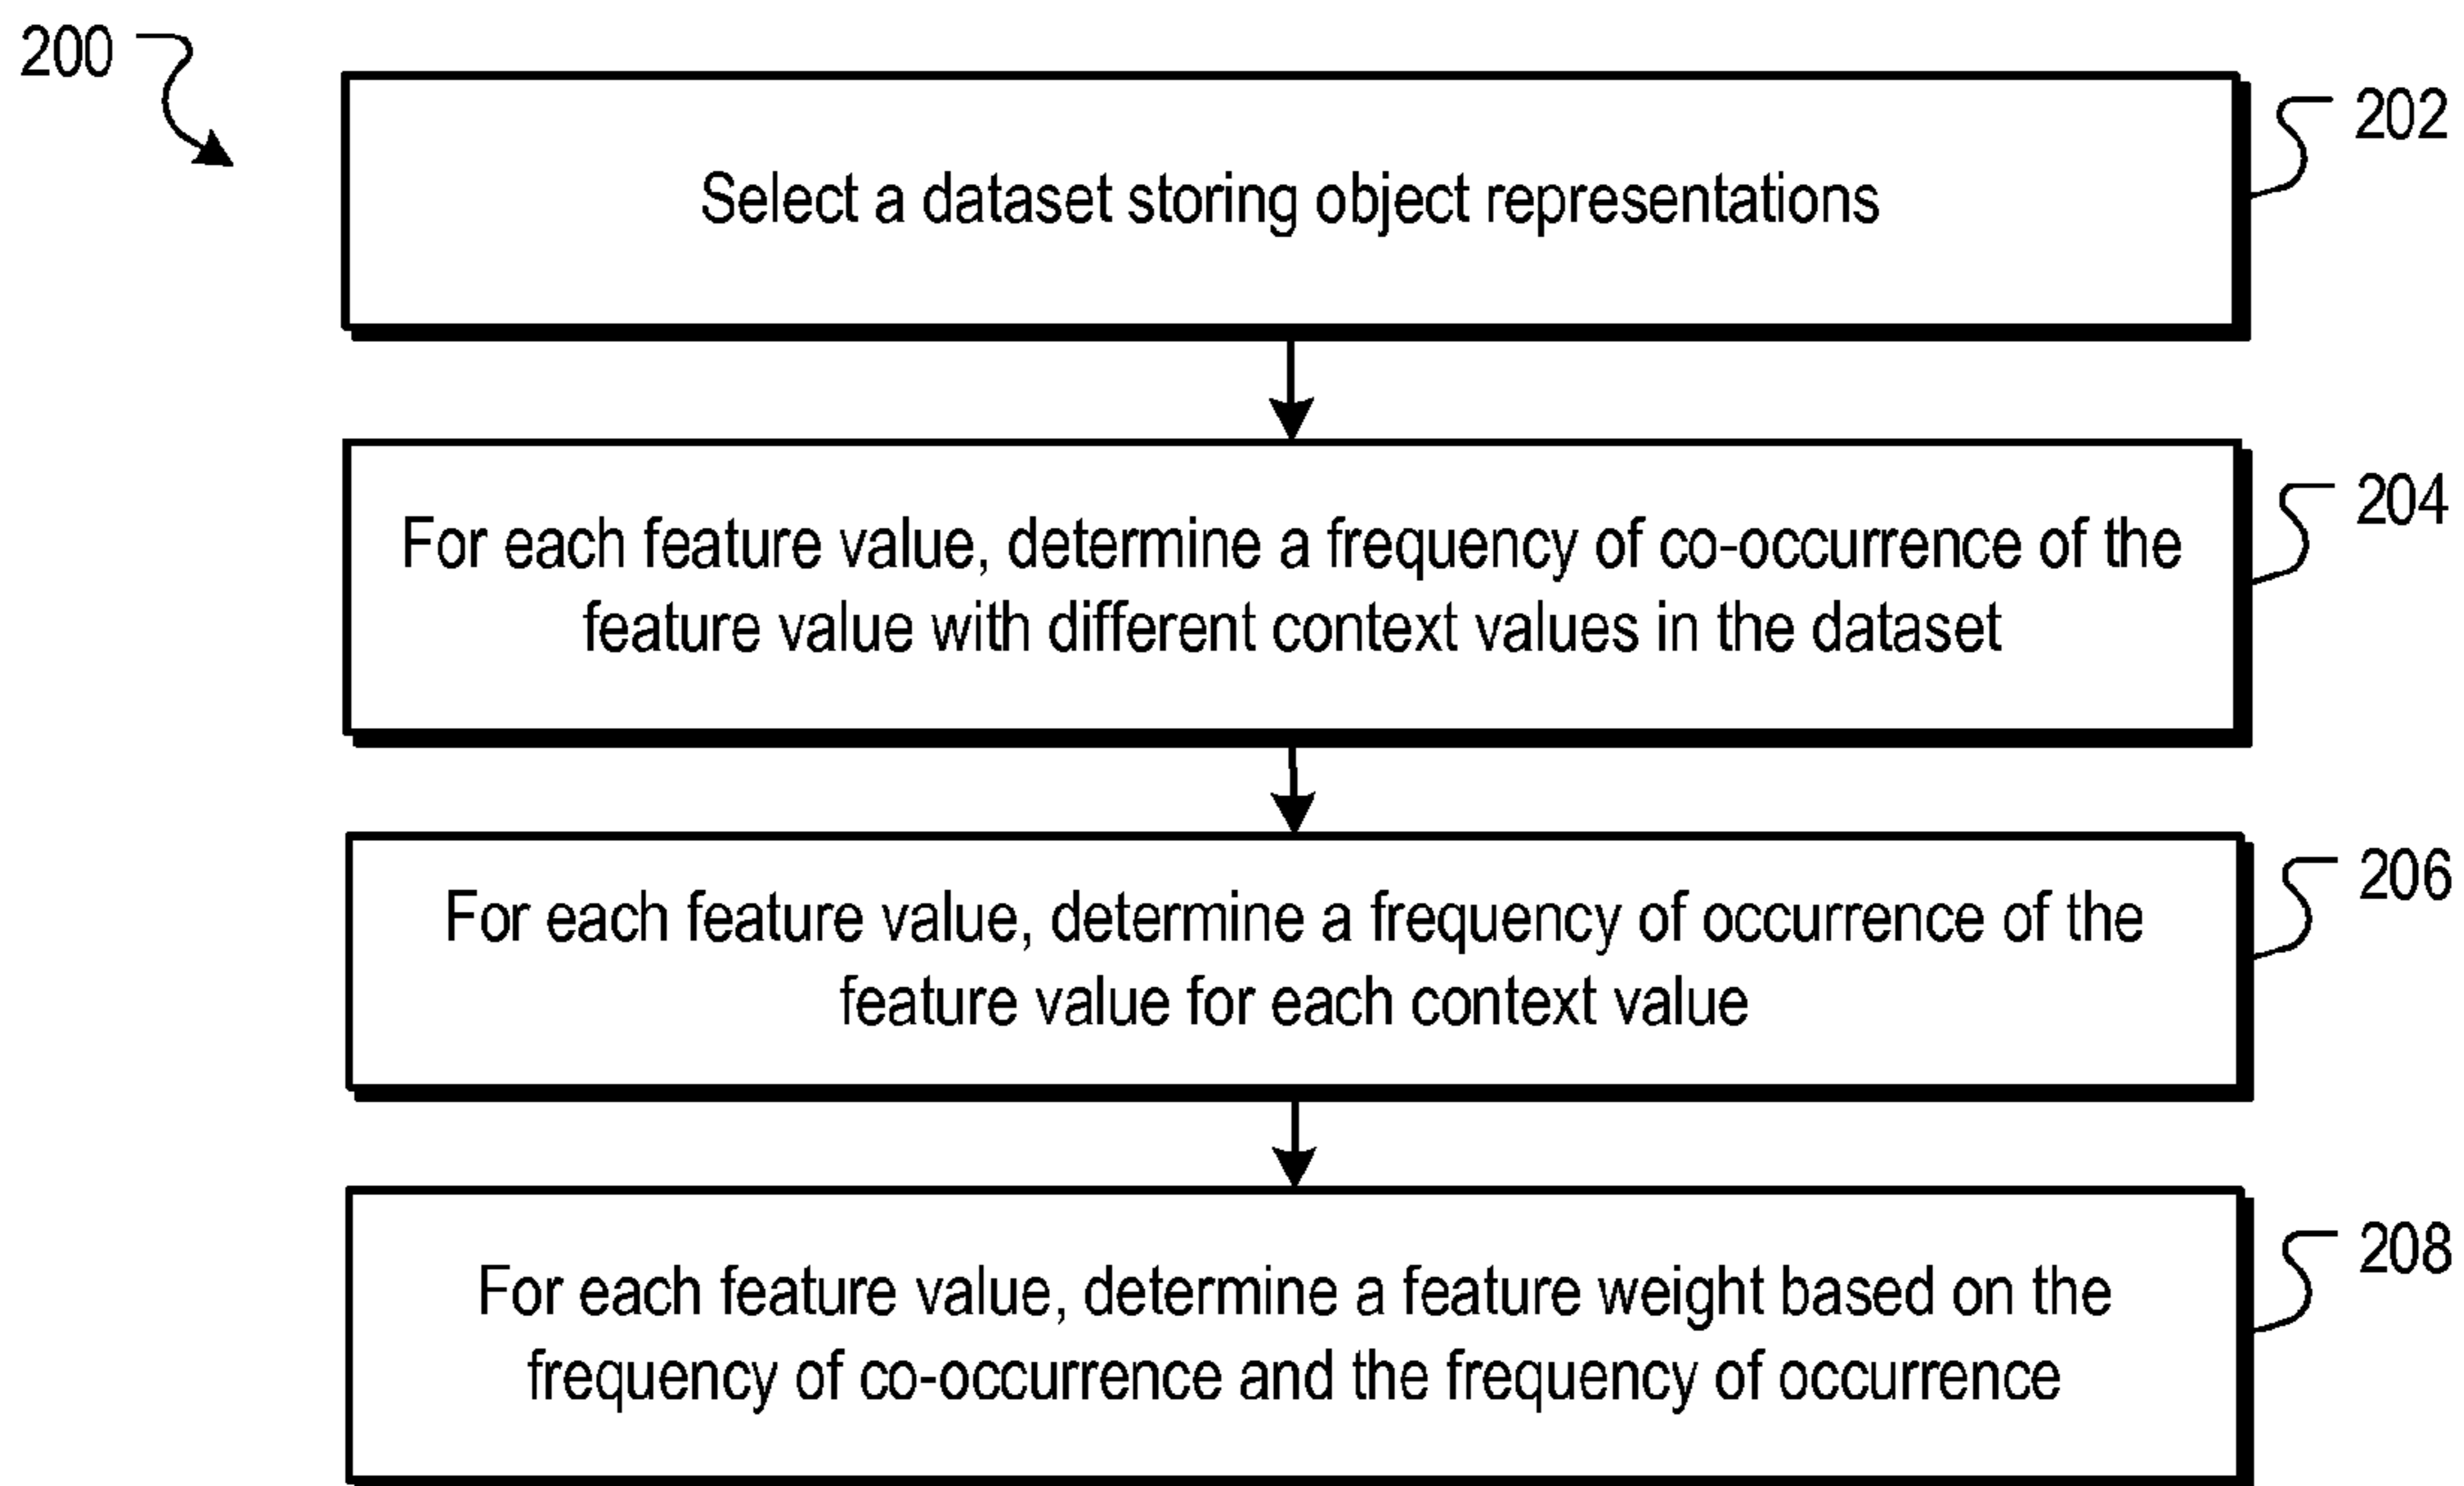 200
202
Select a dataset storing object representations
204
For each feature value, determine a frequency of co-occurrence of the
feature value with different context values in the dataset
206
For each feature value, determine a frequency of occurrence of the
feature value for each context value
208
For each feature value, determine a feature weight based on the
frequency of co-occurrence and the frequency of occurrence